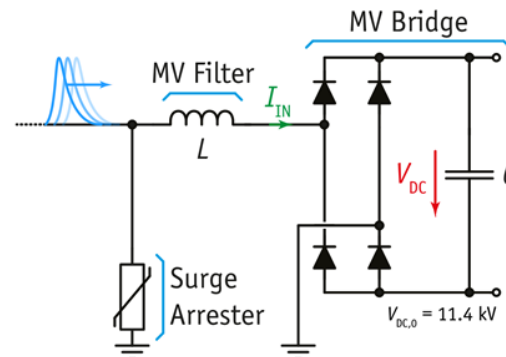 MV Bridge
MV Filter
I_IN
L
V_DC
Surge
Arrester
V_DC,0 = 11.4 kV